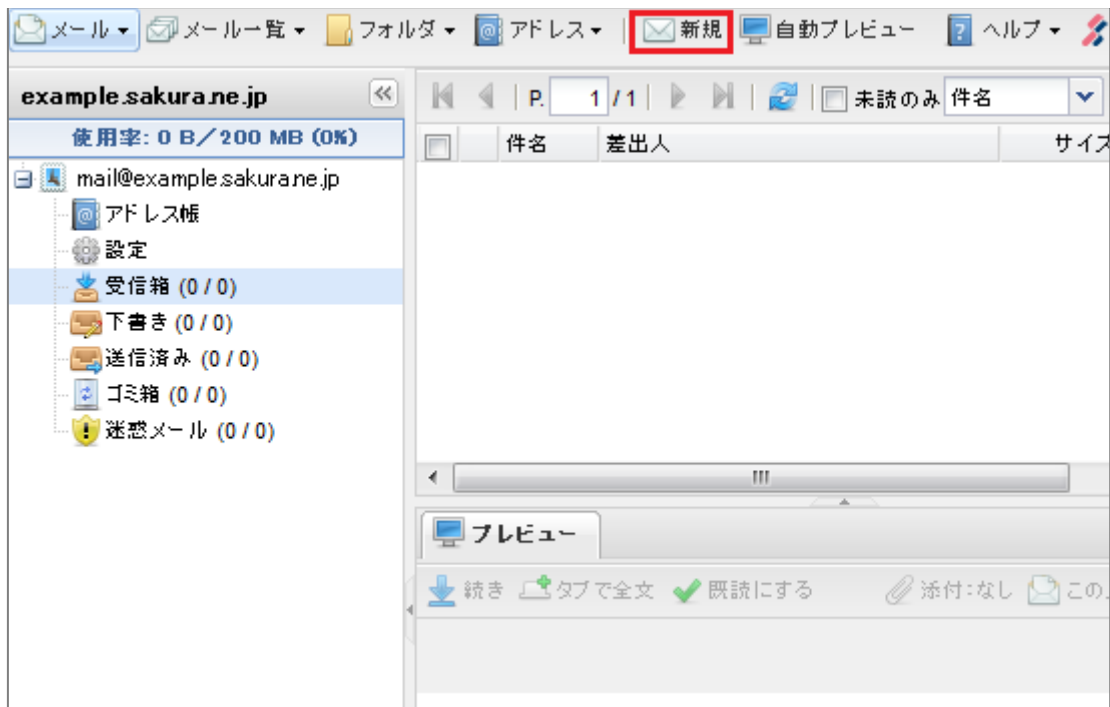 メール メール一覧 フォルダ アドレス 新規 自動プレビュー ヘルプ
example.sakura.ne.jp
P. 1 / 1 未読のみ 件名
使用率: 0 B／200 MB (0%)
件名 差出人 サイズ
mail@example.sakura.ne.jp
アドレス帳
設定
受信箱 (0 / 0)
下書き (0 / 0)
送信済み (0 / 0)
ゴミ箱 (0 / 0)
迷惑メール (0 / 0)
プレビュー
続き タブで全文 既読にする 添付:なし この